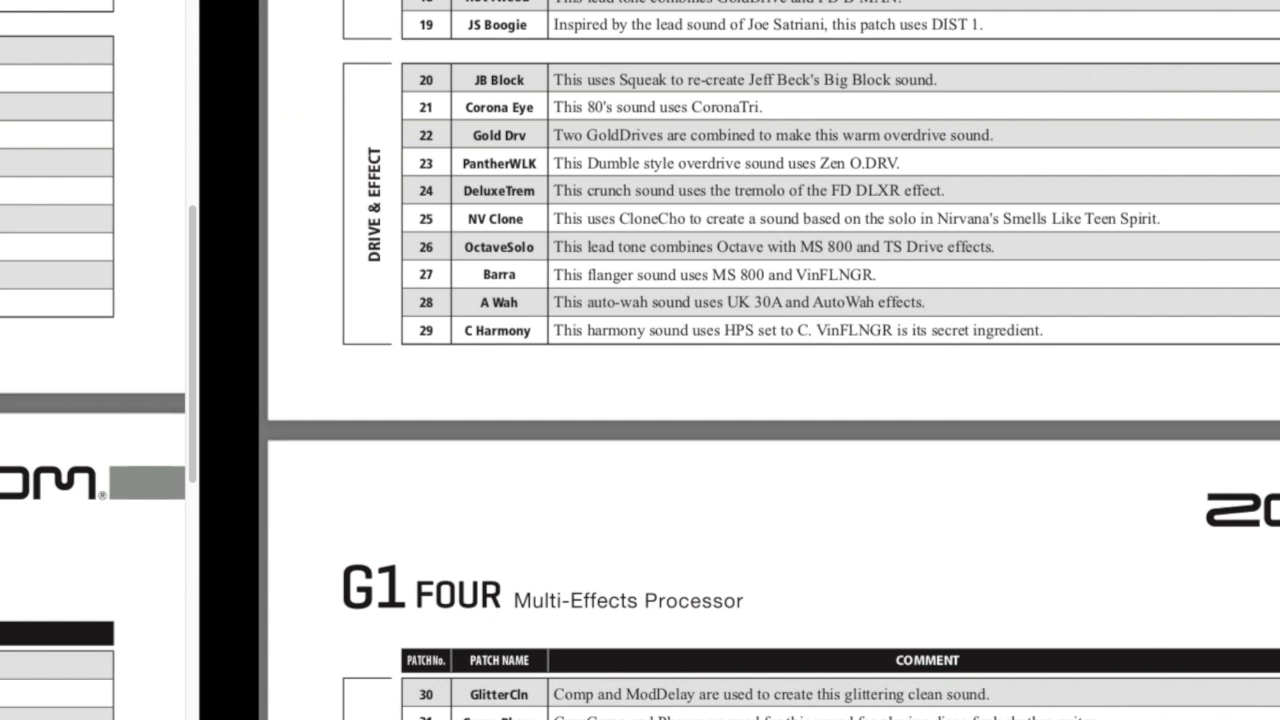 19 JS Boogie Inspired by the lead sound of Joe Satriani, this patch uses DIST 1.
DRIVE & EFFECT
20 JB Block This uses Squeak to re-create Jeff Beck's Big Block sound.
21 Corona Eye This 80's sound uses CoronaTri.
22 Gold Drv Two GoldDrives are combined to make this warm overdrive sound.
23 PantherWLK This Dumble style overdrive sound uses Zen O.DRV.
24 DeluxeTrem This crunch sound uses the tremolo of the FD DLXR effect.
25 NV Clone This uses CloneCho to create a sound based on the solo in Nirvana's Smells Like Teen Spirit.
26 OctaveSolo This lead tone combines Octave with MS 800 and TS Drive effects.
27 Barra This flanger sound uses MS 800 and VinFLNGR.
28 A Wah This auto-wah sound uses UK 30A and AutoWah effects.
29 C Harmony This harmony sound uses HPS set to C. VinFLNGR is its secret ingredient.
OM®
ZO
G1 FOUR Multi-Effects Processor
PATCH No. PATCH NAME COMMENT
30 GlitterCln Comp and ModDelay are used to create this glittering clean sound.